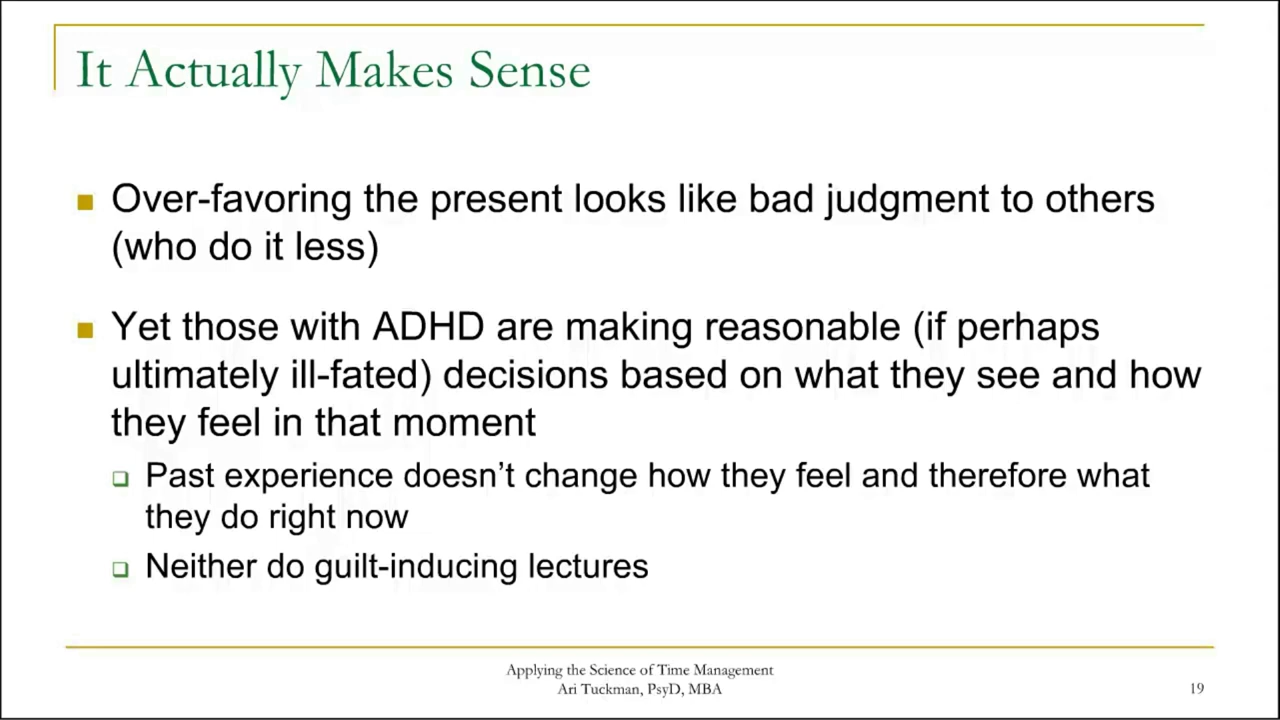 It Actually Makes Sense
Over-favoring the present looks like bad judgment to others
(who do it less)
Yet those with ADHD are making reasonable (if perhaps
ultimately ill-fated) decisions based on what they see and how
they feel in that moment
Past experience doesn’t change how they feel and therefore what
they do right now
Neither do guilt-inducing lectures
Applying the Science of Time Management
Ari Tuckman, PsyD, MBA
19